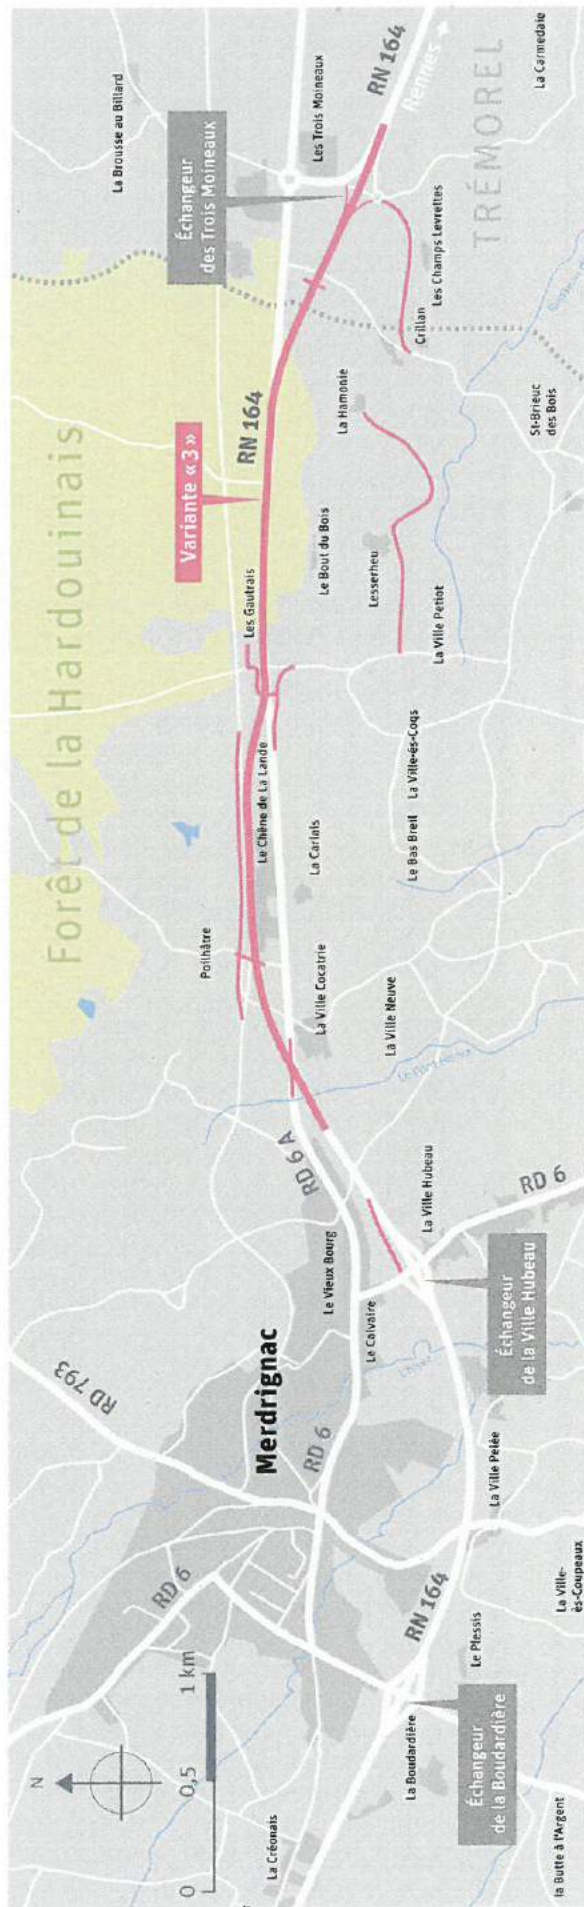 N
0
0,5
1 km
La Créonais
La Boudardière
Échangeur
de la Boudardière
la Butte à l'Argent
RD 6
RD 793
Merdrignac
RD 6
RN 164
Le Plessis
La Ville Pelée
La Ville-
ès-Coupeaux
Le Vieux Bourg
Le Calvaire
RD 6 A
La Ville Hubeau
RD 6
Échangeur
de la Ville Hubeau
Forêt de la Hardouinais
Poilhâtre
La Ville Cocatrie
La Ville Neuve
Le Chêne de La Lande
La Carlais
Le Bas Breil
La Ville-ès-Coqs
Les Gautrais
Variante «3»
RN 164
Le Bout du Bois
Lesserheu
La Ville Petiot
La Hamonie
St-Brieuc
des Bois
La Brousse au Billard
Échangeur
des Trois Moineaux
Les Trois Moineaux
RN 164
Rennes
Crillan
Les Champs Levrettes
TRÉMOREL
La Carmedaie